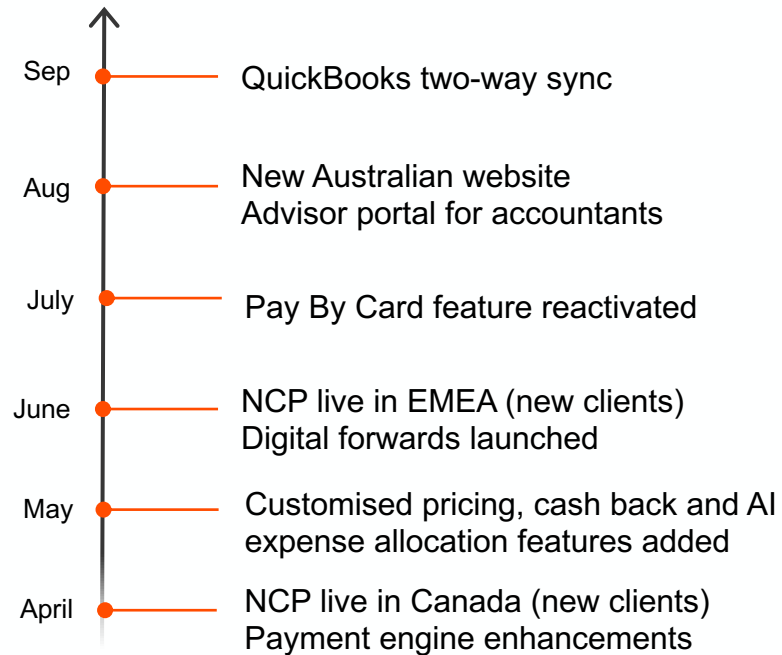 Sep
QuickBooks two-way sync
Aug
New Australian website
Advisor portal for accountants
July
Pay By Card feature reactivated
June
NCP live in EMEA (new clients)
Digital forwards launched
May
Customised pricing, cash back and AI
expense allocation features added
April
NCP live in Canada (new clients)
Payment engine enhancements